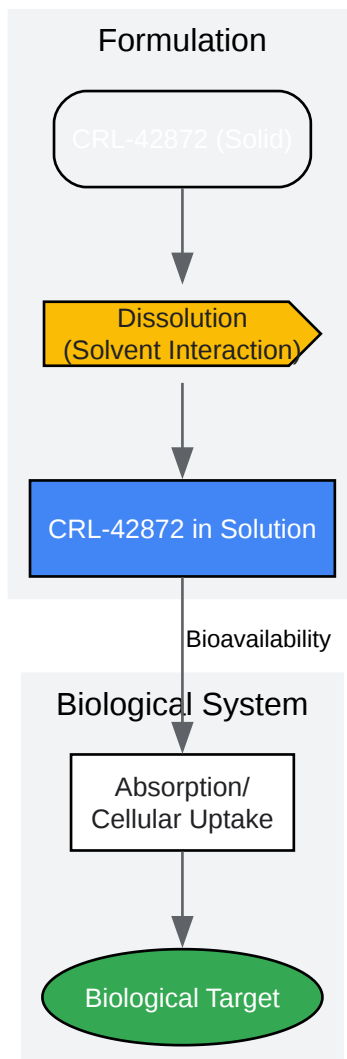 Formulation
CRL-42872 (Solid)
Dissolution
(Solvent Interaction)
CRL-42872 in Solution
Bioavailability
Biological System
Absorption/
Cellular Uptake
Biological Target